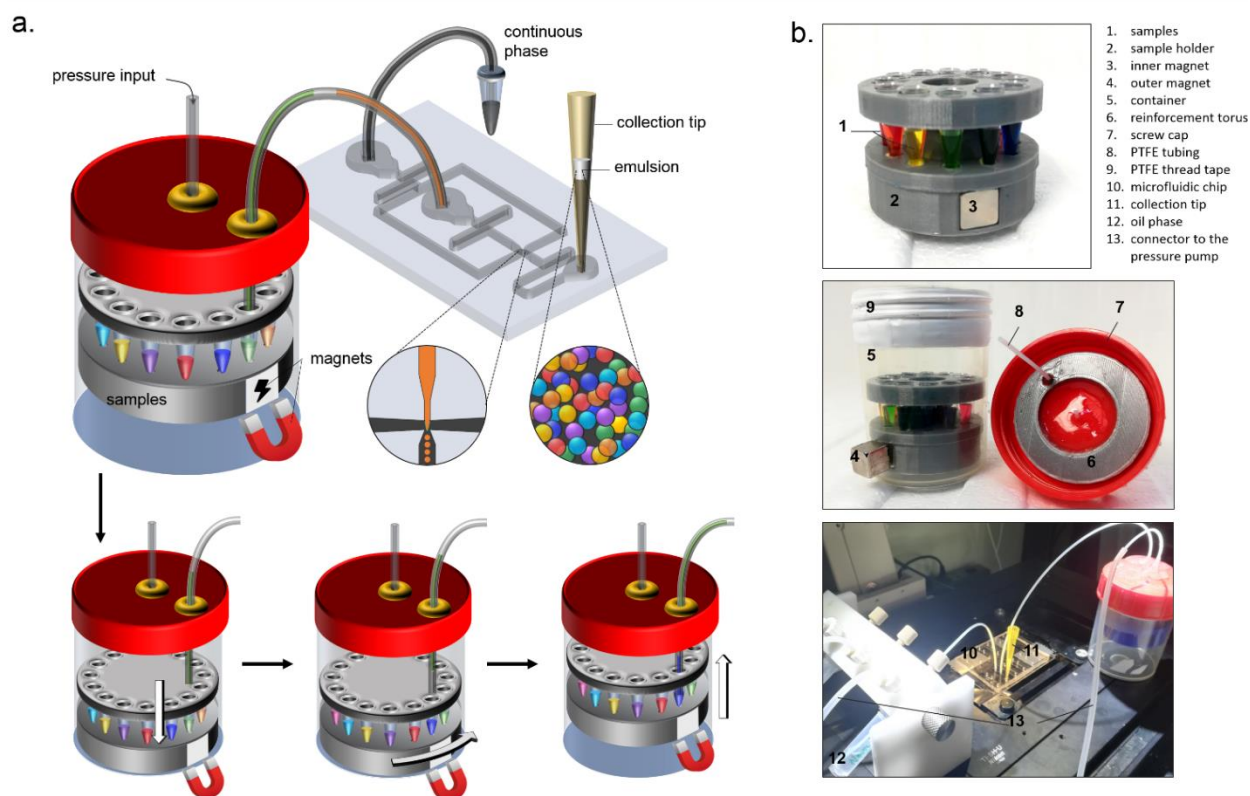 a.
pressure input
continuous
phase
collection tip
emulsion
magnets
samples
b.
1. samples
2. sample holder
3. inner magnet
4. outer magnet
5. container
6. reinforcement torus
7. screw cap
8. PTFE tubing
9. PTFE thread tape
10. microfluidic chip
11. collection tip
12. oil phase
13. connector to the
pressure pump
1
2
3
9
8
7
5
4
6
10
11
13
12